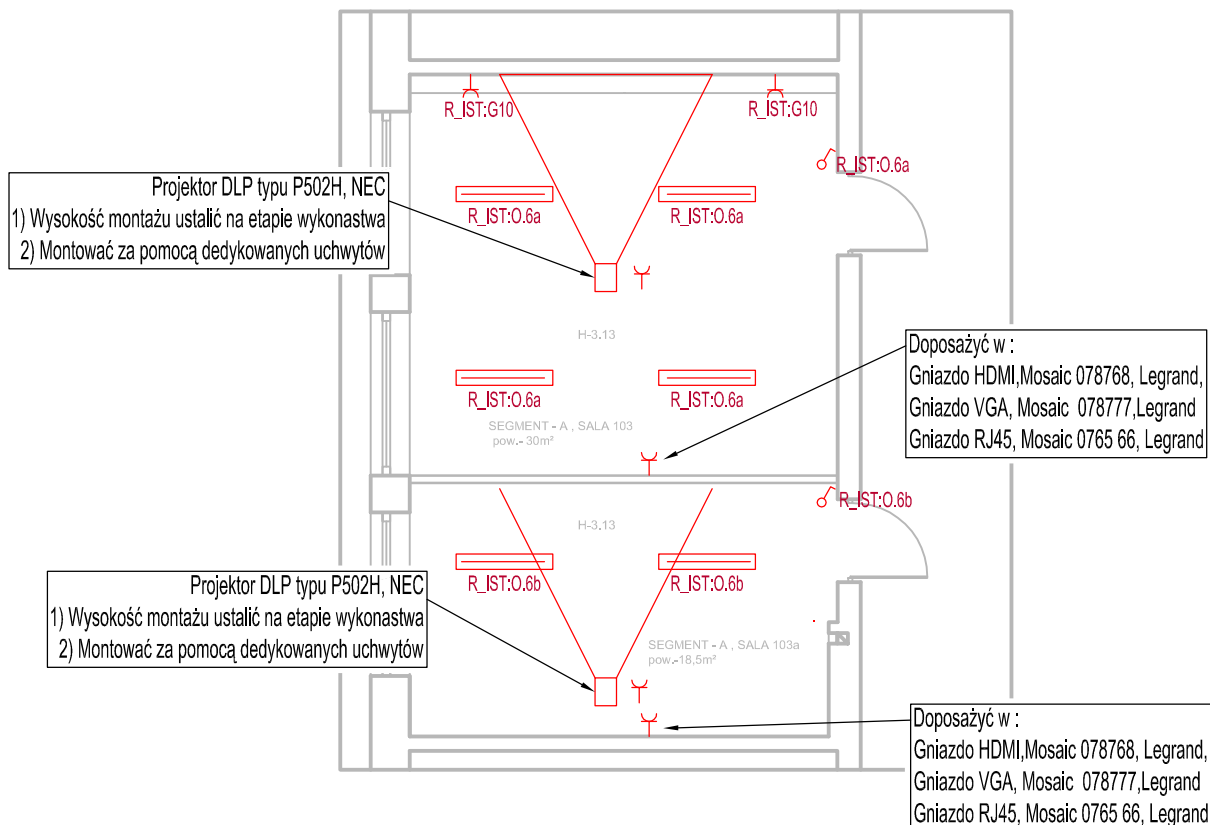 R_IST:G10
R_IST:G10
R_IST:O.6a
Projektor DLP typu P502H, NEC
1) Wysokość montażu ustalić na etapie wykonastwa
2) Montować za pomocą dedykowanych uchwytów
R_IST:O.6a
R_IST:O.6a
H-3.13
Doposażyć w :
Gniazdo HDMI,Mosaic 078768, Legrand,
Gniazdo VGA, Mosaic 078777,Legrand
Gniazdo RJ45, Mosaic 0765 66, Legrand
R_IST:O.6a
R_IST:O.6a
SEGMENT - A , SALA 103
pow.- 30m²
R_IST:O.6b
H-3.13
R_IST:O.6b
R_IST:O.6b
Projektor DLP typu P502H, NEC
1) Wysokość montażu ustalić na etapie wykonastwa
2) Montować za pomocą dedykowanych uchwytów
SEGMENT - A , SALA 103a
pow.-18,5m²
Doposażyć w :
Gniazdo HDMI,Mosaic 078768, Legrand,
Gniazdo VGA, Mosaic 078777,Legrand
Gniazdo RJ45, Mosaic 0765 66, Legrand